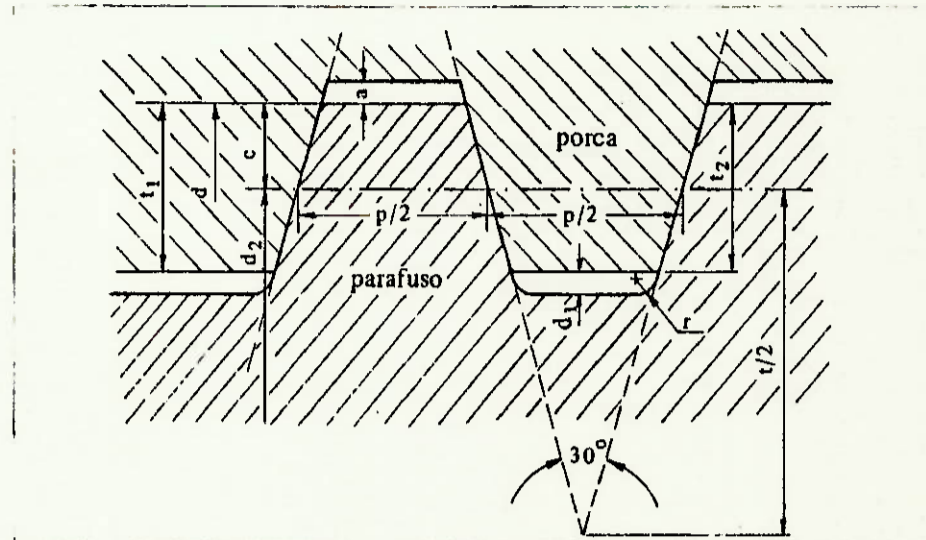 a
porca
t₁
d
c
t₂
p/2
p/2
d₂
parafuso
d₁
r
t/2
30°